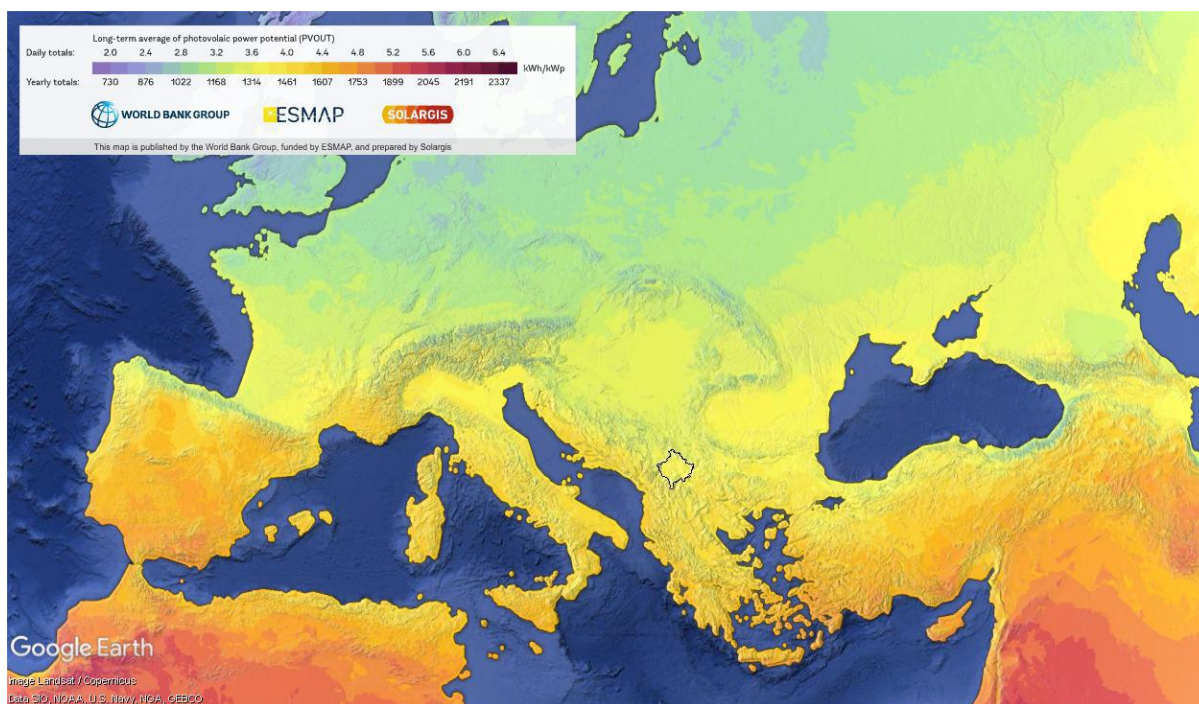 Long-term average of photovolaic power potential (PVOUT)
Daily totals: 2.0 2.4 2.8 3.2 3.6 4.0 4.4 4.8 5.2 5.6 6.0 6.4
kWh/kWp
Yearly totals: 730 876 1022 1168 1314 1461 1607 1753 1899 2045 2191 2337
WORLD BANK GROUP ESMAP SOLARGIS
This map is published by the World Bank Group, funded by ESMAP, and prepared by Solargis
Google Earth
Image Landsat / Copernicus
Data SIO, NOAA, U.S. Navy, NGA, GEBCO